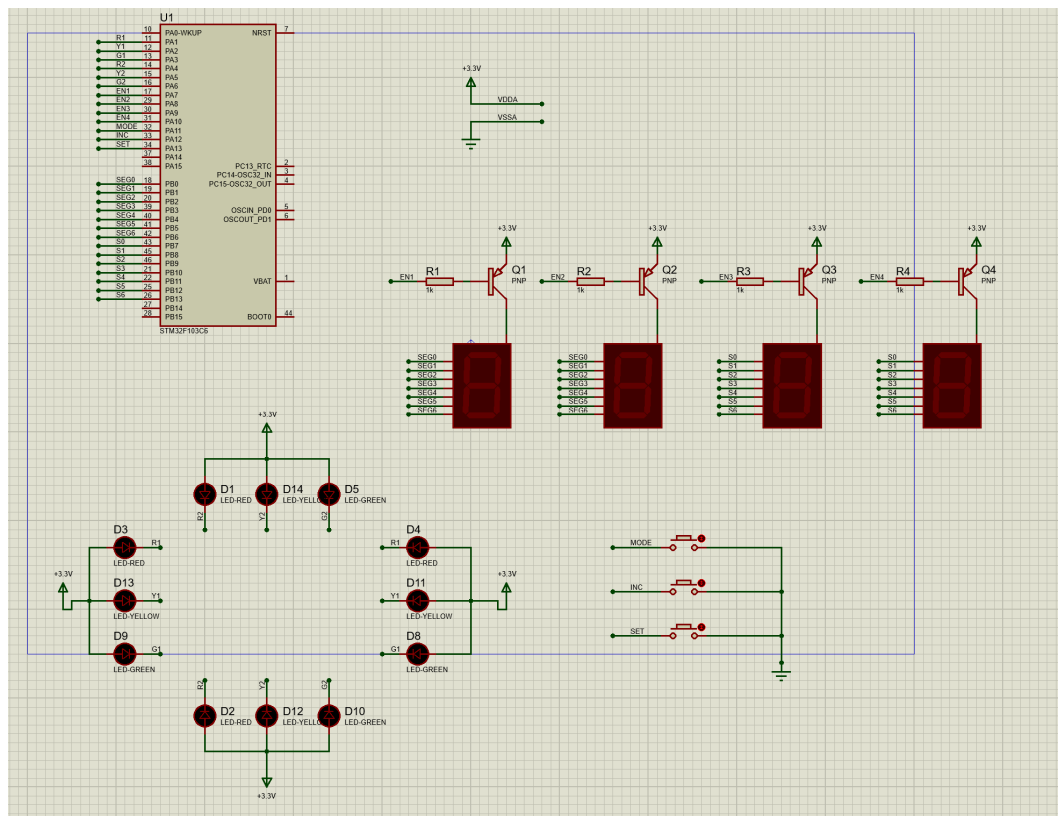 U1
10 PA0-WKUP NRST 7
R1 11 PA1
Y1 12 PA2
G1 13 PA3
R2 14 PA4
Y2 15 PA5
G2 16 PA6
EN1 17 PA7
EN2 29 PA8
EN3 30 PA9
EN4 31 PA10
MODE 32 PA11
INC 33 PA12
SET 34 PA13
37 PA14
38 PA15
PC13_RTC 2
PC14-OSC32_IN 3
PC15-OSC32_OUT 4
SEG0 18 PB0
SEG1 19 PB1
SEG2 20 PB2
SEG3 39 PB3
SEG4 40 PB4
SEG5 41 PB5
SEG6 42 PB6
S0 43 PB7
S1 45 PB8
S2 46 PB9
S3 21 PB10
S4 22 PB11
S5 25 PB12
S6 26 PB13
27 PB14
28 PB15
OSCIN_PD0 5
OSCOUT_PD1 6
VBAT 1
BOOT0 44
STM32F103C6
+3.3V
VDDA
VSSA
+3.3V +3.3V +3.3V +3.3V
EN1 R1 1k Q1 PNP
EN2 R2 1k Q2 PNP
EN3 R3 1k Q3 PNP
EN4 R4 1k Q4 PNP
SEG0 SEG0 S0 S0
SEG1 SEG1 S1 S1
SEG2 SEG2 S2 S2
SEG3 SEG3 S3 S3
SEG4 SEG4 S4 S4
SEG5 SEG5 S5 S5
SEG6 SEG6 S6 S6
+3.3V
D1 D14 D5
LED-RED LED-YELLO LED-GREEN
R2 Y2 G2
D3 R1
LED-RED
+3.3V
D13 Y1
LED-YELLOW
D9 G1
LED-GREEN
D4
R1
LED-RED
+3.3V
D11
Y1
LED-YELLOW
D8
G1
LED-GREEN
R2 Y2 G2
D2 D12 D10
LED-RED LED-YELLO LED-GREEN
+3.3V
MODE
INC
SET